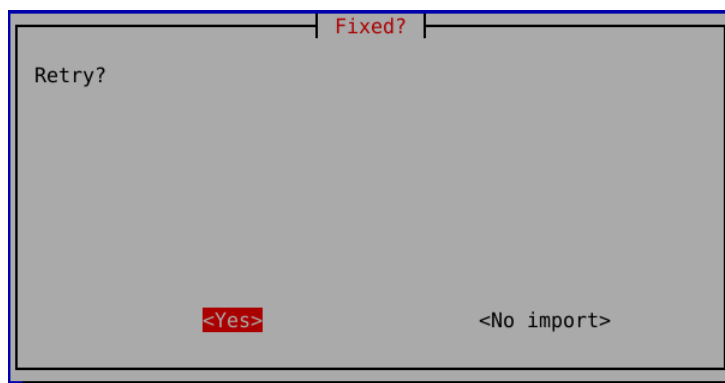 Fixed?
Retry?
<Yes> <No import>